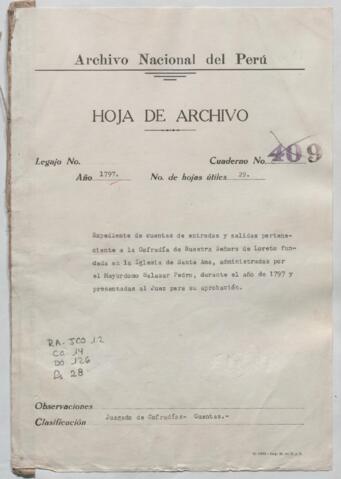 Archivo Nacional del Perú
HOJA DE ARCHIVO
Legajo No. Cuaderno No. 409
Año 1797. No. de hojas útiles 29.
Expediente de cuentas de entradas y salidas pertene-
ciente a la Cofradía de Nuestra Señora de Loreto fun-
dada en la Iglesia de Santa Ana, administradas por
el Mayordomo Salazar Pedro, durante el año de 1797 y
presentadas al Juez para su aprobación.
RA-JCO 12
CA 14
DO 126
28
Observaciones
Clasificación Juzgado de Cofradías- Cuentas.-